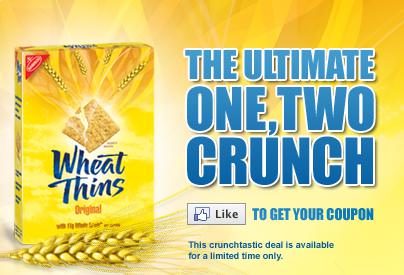 THE ULTIMATE
ONE, TWO
CRUNCH
Wheat
Thins
Original
Like TO GET YOUR COUPON
This crunchtastic deal is available
for a limited time only.